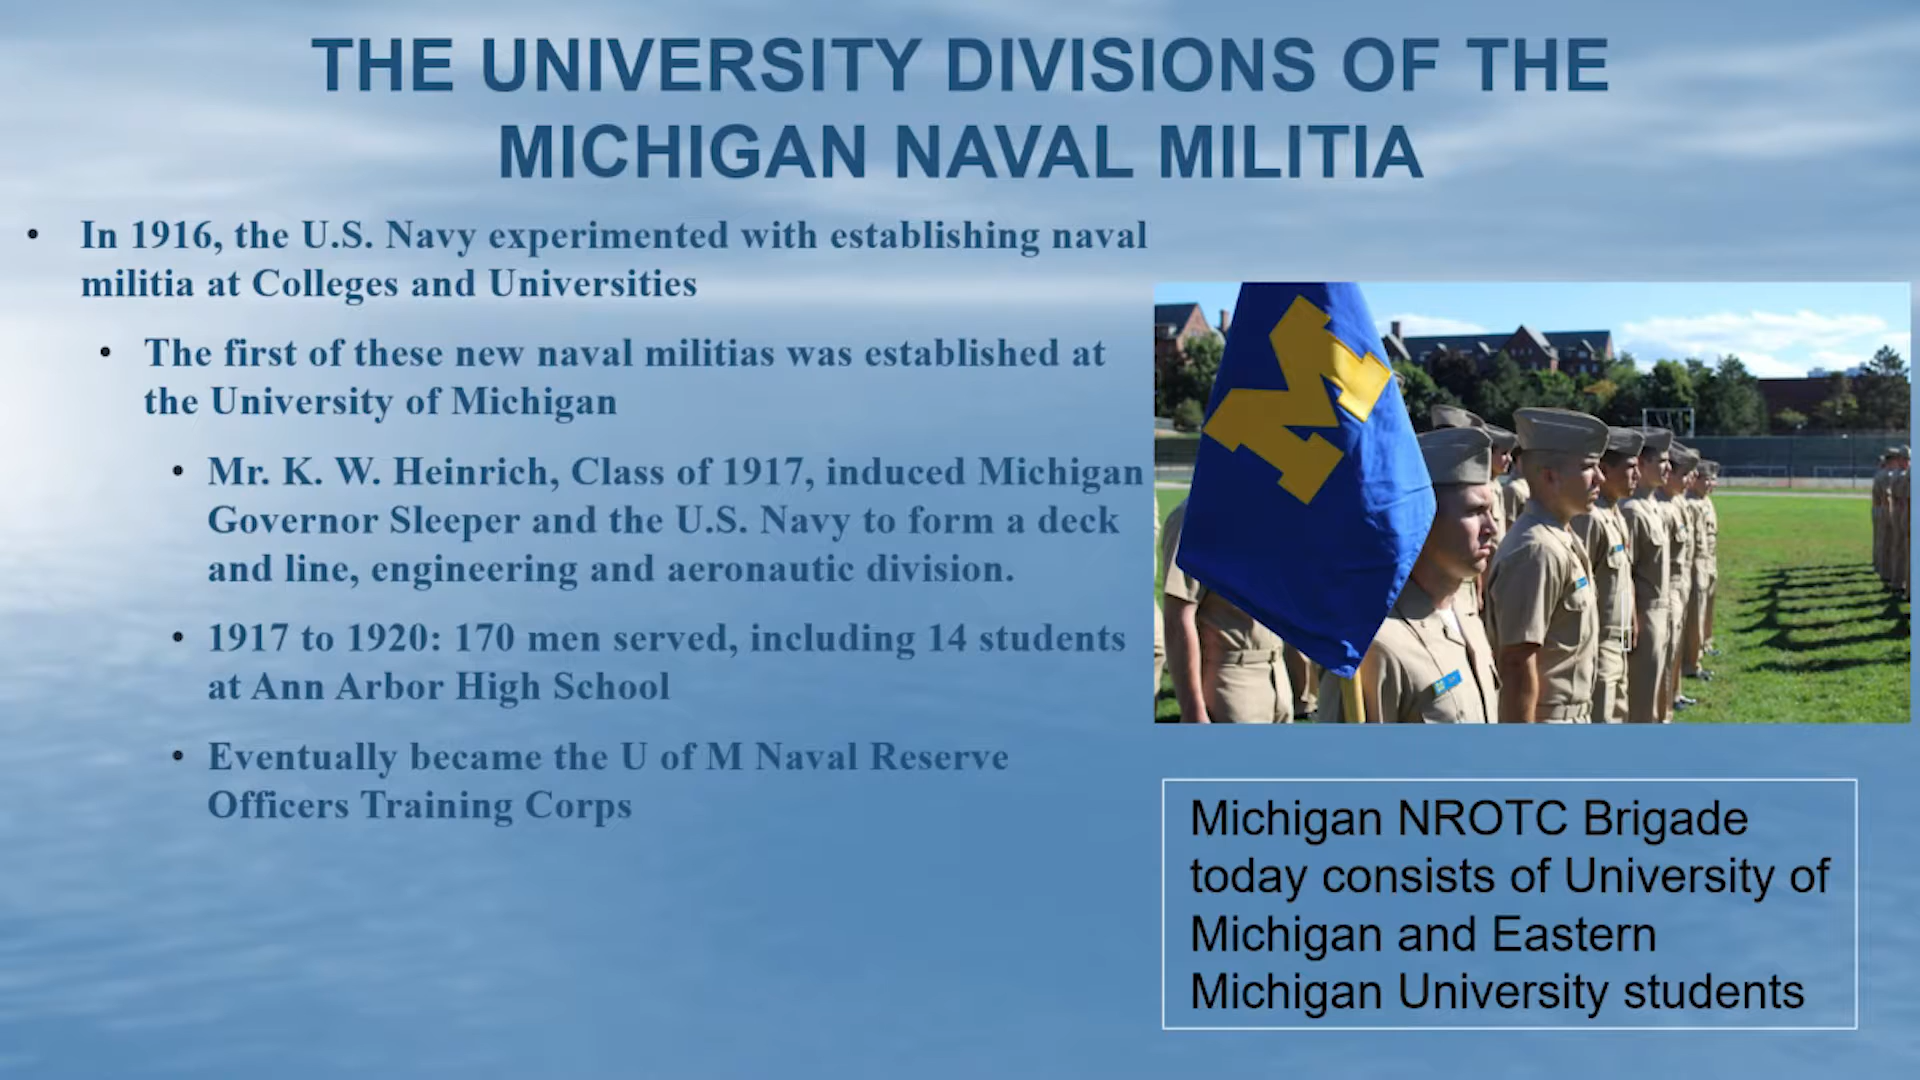 THE UNIVERSITY DIVISIONS OF THE
MICHIGAN NAVAL MILITIA
• In 1916, the U.S. Navy experimented with establishing naval
militia at Colleges and Universities
• The first of these new naval militias was established at
the University of Michigan
• Mr. K. W. Heinrich, Class of 1917, induced Michigan
Governor Sleeper and the U.S. Navy to form a deck
and line, engineering and aeronautic division.
• 1917 to 1920: 170 men served, including 14 students
at Ann Arbor High School
• Eventually became the U of M Naval Reserve
Officers Training Corps
M
Michigan NROTC Brigade
today consists of University of
Michigan and Eastern
Michigan University students